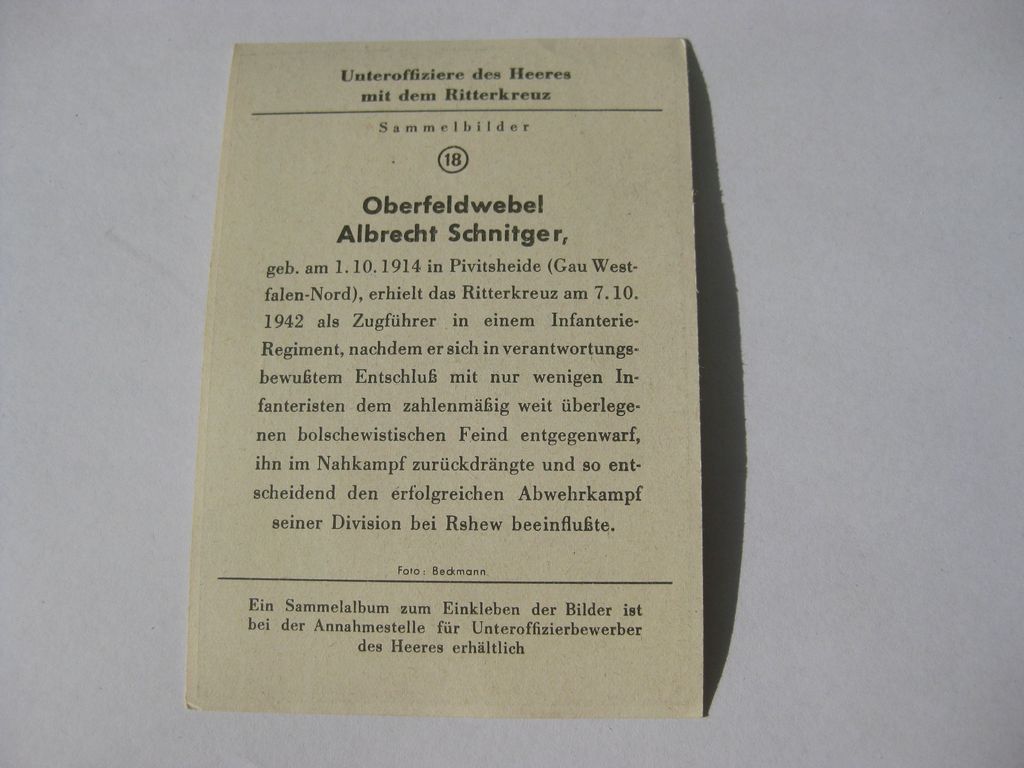 Unteroffiziere des Heeres
mit dem Ritterkreuz
Sammelbilder
18
Oberfeldwebel
Albrecht Schnitger,
geb. am 1. 10. 1914 in Pivitsheide (Gau West-
falen-Nord), erhielt das Ritterkreuz am 7. 10.
1942 als Zugführer in einem Infanterie-
Regiment, nachdem er sich in verantwortungs-
bewußtem Entschluß mit nur wenigen In-
fanteristen dem zahlenmäßig weit überlege-
nen bolschewistischen Feind entgegenwarf,
ihn im Nahkampf zurückdrängte und so ent-
scheidend den erfolgreichen Abwehrkampf
seiner Division bei Rshew beeinflußte.
Foto: Beckmann
Ein Sammelalbum zum Einkleben der Bilder ist
bei der Annahmestelle für Unteroffizierbewerber
des Heeres erhältlich